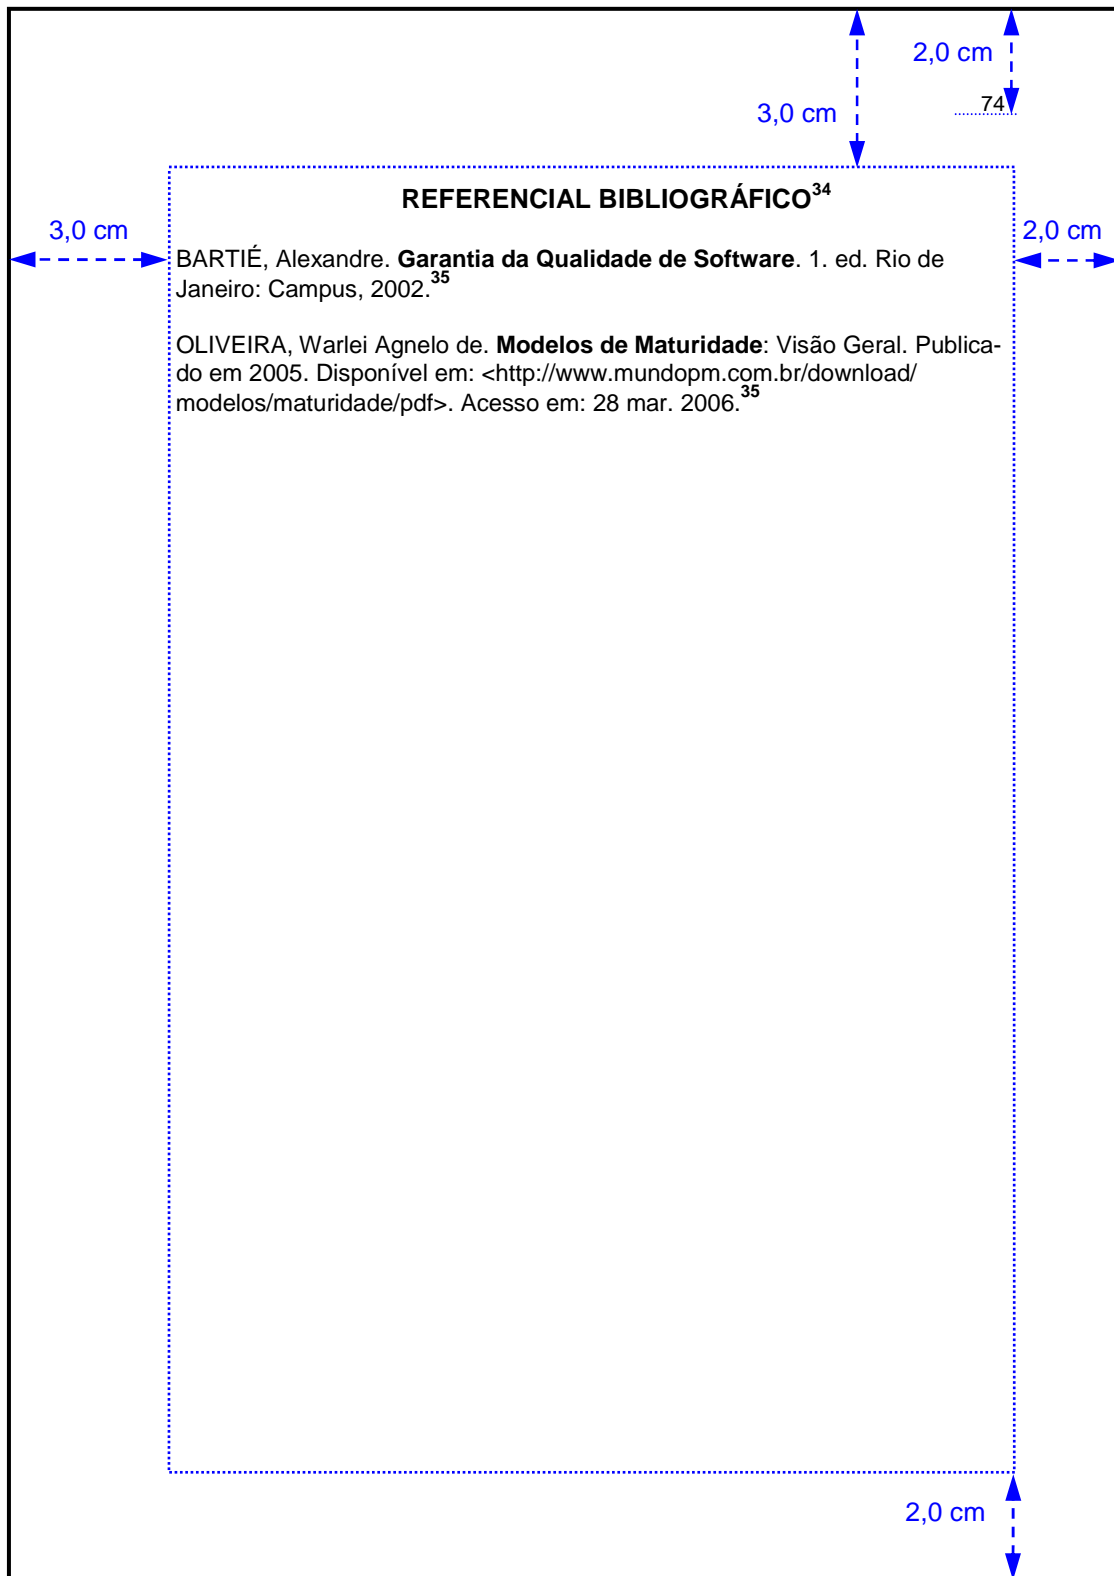 2,0 cm
3,0 cm
74
REFERENCIAL BIBLIOGRÁFICO34
3,0 cm
2,0 cm
BARTIÉ, Alexandre. Garantia da Qualidade de Software. 1. ed. Rio de
Janeiro: Campus, 2002.35
OLIVEIRA, Warlei Agnelo de. Modelos de Maturidade: Visão Geral. Publica-
do em 2005. Disponível em: <http://www.mundopm.com.br/download/
modelos/maturidade/pdf>. Acesso em: 28 mar. 2006.35
2,0 cm